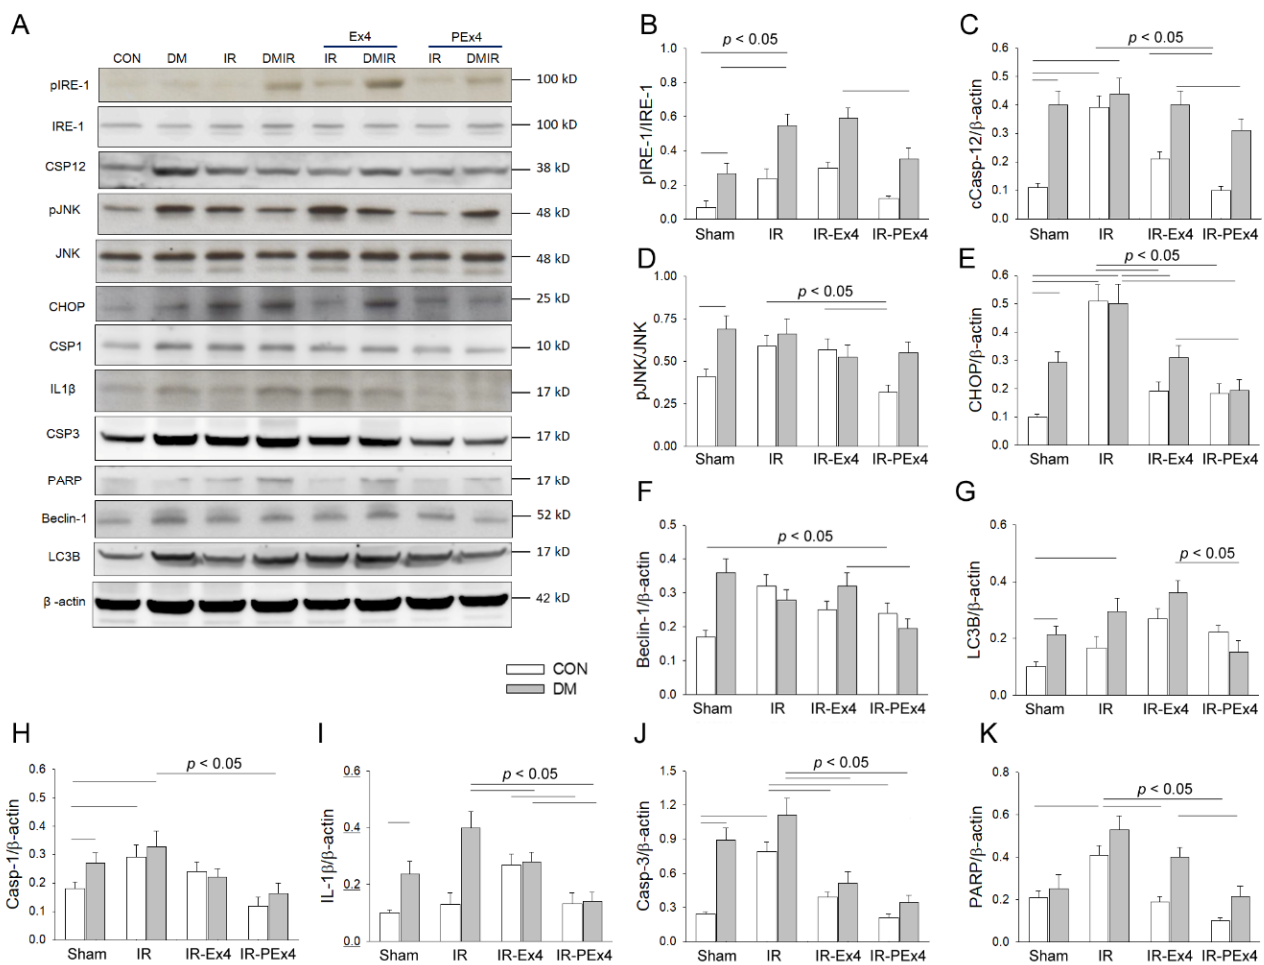 A
Ex4 PEx4
CON DM IR DMIR IR DMIR IR DMIR
pIRE-1 100 kD
IRE-1 100 kD
CSP12 38 kD
pJNK 48 kD
JNK 48 kD
CHOP 25 kD
CSP1 10 kD
IL1β 17 kD
CSP3 17 kD
PARP 17 kD
Beclin-1 52 kD
LC3B 17 kD
β -actin 42 kD
CON
DM
B
p < 0.05
pIRE-1/IRE-1
1.0
0.8
0.6
0.4
0.2
0.0
Sham IR IR-Ex4 IR-PEx4
C
p < 0.05
cCasp-12/β-actin
0.6
0.5
0.4
0.3
0.2
0.1
0.0
Sham IR IR-Ex4 IR-PEx4
D
p < 0.05
pJNK/JNK
1.00
0.75
0.50
0.25
0.00
Sham IR IR-Ex4 IR-PEx4
E
p < 0.05
CHOP/β-actin
0.6
0.5
0.4
0.3
0.2
0.1
0.0
Sham IR IR-Ex4 IR-PEx4
F
p < 0.05
Beclin-1/β-actin
0.5
0.4
0.3
0.2
0.1
0.0
Sham IR IR-Ex4 IR-PEx4
G
p < 0.05
LC3B/β-actin
0.6
0.4
0.2
0.0
Sham IR IR-Ex4 IR-PEx4
H
p < 0.05
Casp-1/β-actin
0.6
0.5
0.4
0.3
0.2
0.1
0.0
Sham IR IR-Ex4 IR-PEx4
I
p < 0.05
IL-1β/β-actin
0.6
0.4
0.2
0.0
Sham IR IR-Ex4 IR-PEx4
J
p < 0.05
Casp-3/β-actin
1.5
1.2
0.9
0.6
0.3
0.0
Sham IR IR-Ex4 IR-PEx4
K
p < 0.05
PARP/β-actin
0.8
0.6
0.4
0.2
0.0
Sham IR IR-Ex4 IR-PEx4